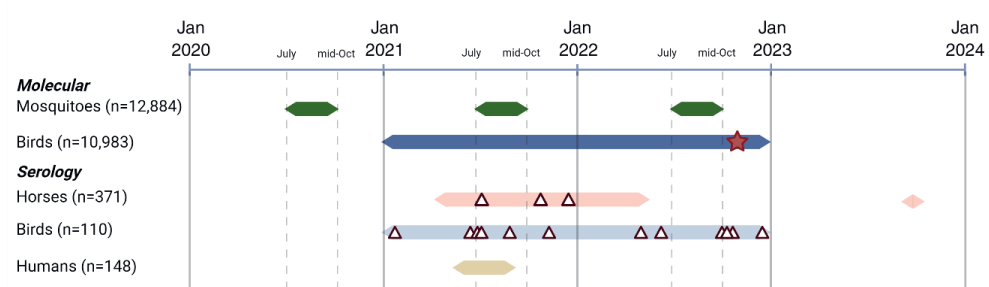 Jan Jan Jan Jan Jan
2020 July mid-Oct 2021 July mid-Oct 2022 July mid-Oct 2023 2024
Molecular
Mosquitoes (n=12,884)
Birds (n=10,983)
Serology
Horses (n=371)
Birds (n=110)
Humans (n=148)